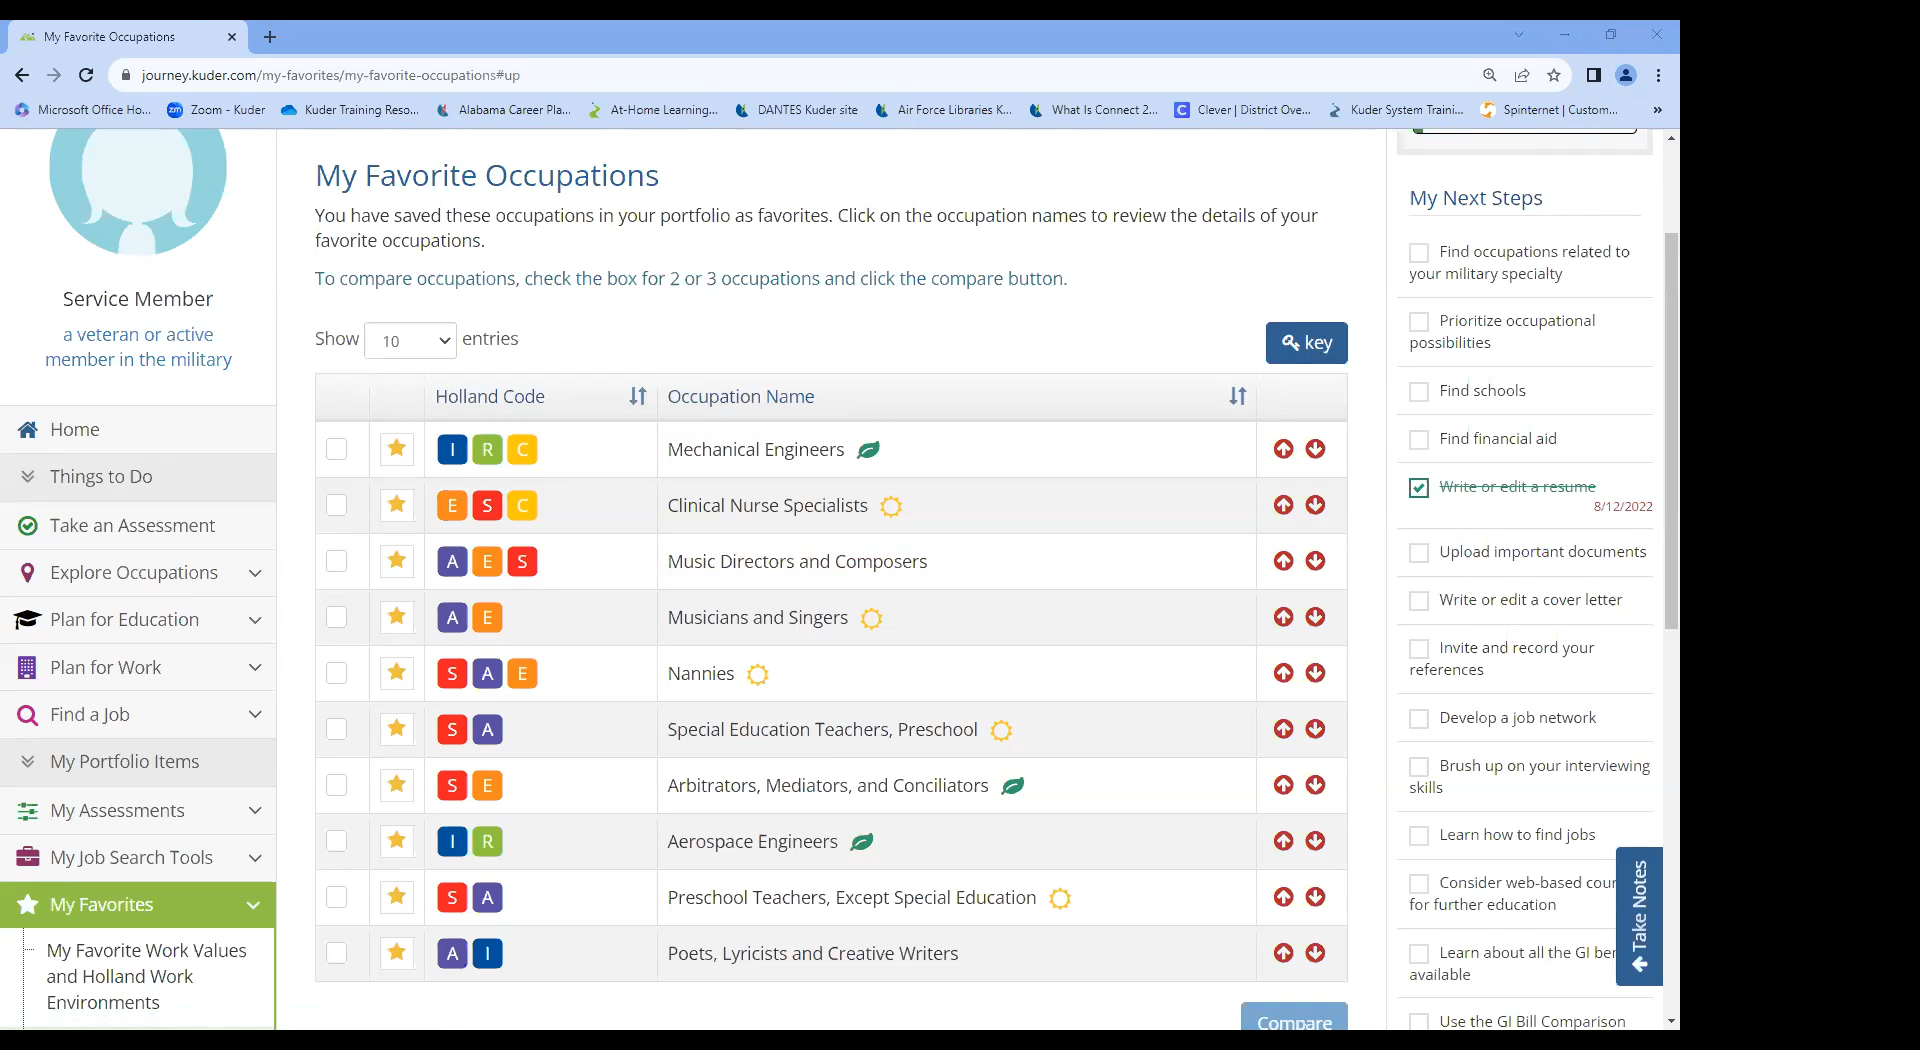 My Favorite Occupations
journey.kuder.com/my-favorites/my-favorite-occupations#up
Microsoft Office Ho...
zm Zoom - Kuder
Kuder Training Reso...
Alabama Career Pla...
At-Home Learning...
DANTES Kuder site
Air Force Libraries K...
What Is Connect 2...
C Clever | District Ove...
Kuder System Traini...
Spinternet | Custom...
»
Service Member
a veteran or active
member in the military
Home
Things to Do
Take an Assessment
Explore Occupations
Plan for Education
Plan for Work
Find a Job
My Portfolio Items
My Assessments
My Job Search Tools
My Favorites
My Favorite Work Values
and Holland Work
Environments
My Favorite Occupations
You have saved these occupations in your portfolio as favorites. Click on the occupation names to review the details of your
favorite occupations.
To compare occupations, check the box for 2 or 3 occupations and click the compare button.
Show 10 entries
key
Holland Code Occupation Name
I R C Mechanical Engineers
E S C Clinical Nurse Specialists
A E S Music Directors and Composers
A E Musicians and Singers
S A E Nannies
S A Special Education Teachers, Preschool
S E Arbitrators, Mediators, and Conciliators
I R Aerospace Engineers
S A Preschool Teachers, Except Special Education
A I Poets, Lyricists and Creative Writers
Compare
My Next Steps
Find occupations related to
your military specialty
Prioritize occupational
possibilities
Find schools
Find financial aid
Write or edit a resume
8/12/2022
Upload important documents
Write or edit a cover letter
Invite and record your
references
Develop a job network
Brush up on your interviewing
skills
Learn how to find jobs
Consider web-based cour
for further education
Learn about all the GI ber
available
Use the GI Bill Comparison
Take Notes